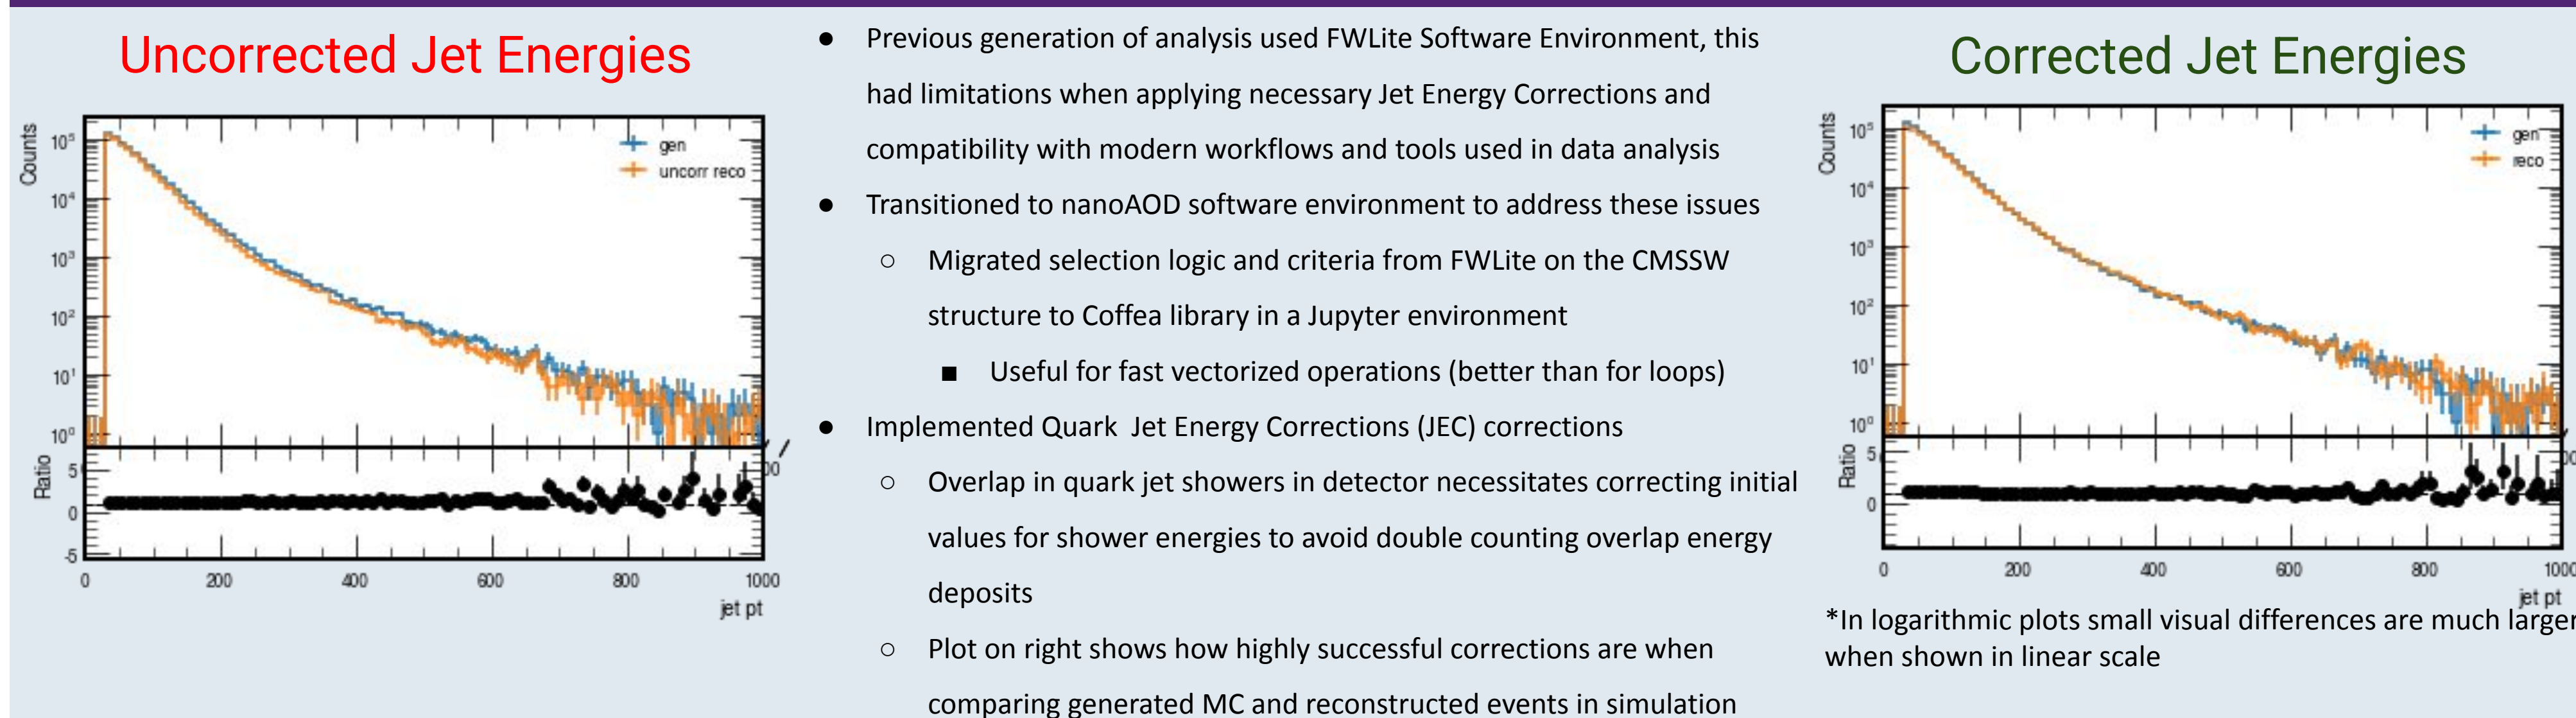 Uncorrected Jet Energies
Counts
10⁵
10⁴
10³
10²
10¹
10⁰
gen
uncorr reco
Ratio
5
0
-5
0
200
400
600
800
1000
jet pt
● Previous generation of analysis used FWLite Software Environment, this
had limitations when applying necessary Jet Energy Corrections and
compatibility with modern workflows and tools used in data analysis
● Transitioned to nanoAOD software environment to address these issues
○ Migrated selection logic and criteria from FWLite on the CMSSW
structure to Coffea library in a Jupyter environment
■ Useful for fast vectorized operations (better than for loops)
● Implemented Quark  Jet Energy Corrections (JEC) corrections
○ Overlap in quark jet showers in detector necessitates correcting initial
values for shower energies to avoid double counting overlap energy
deposits
○ Plot on right shows how highly successful corrections are when
comparing generated MC and reconstructed events in simulation
Corrected Jet Energies
Counts
10⁵
10⁴
10³
10²
10¹
10⁰
gen
reco
Ratio
5
0
0
200
400
600
800
1000
jet pt
*In logarithmic plots small visual differences are much larger
when shown in linear scale